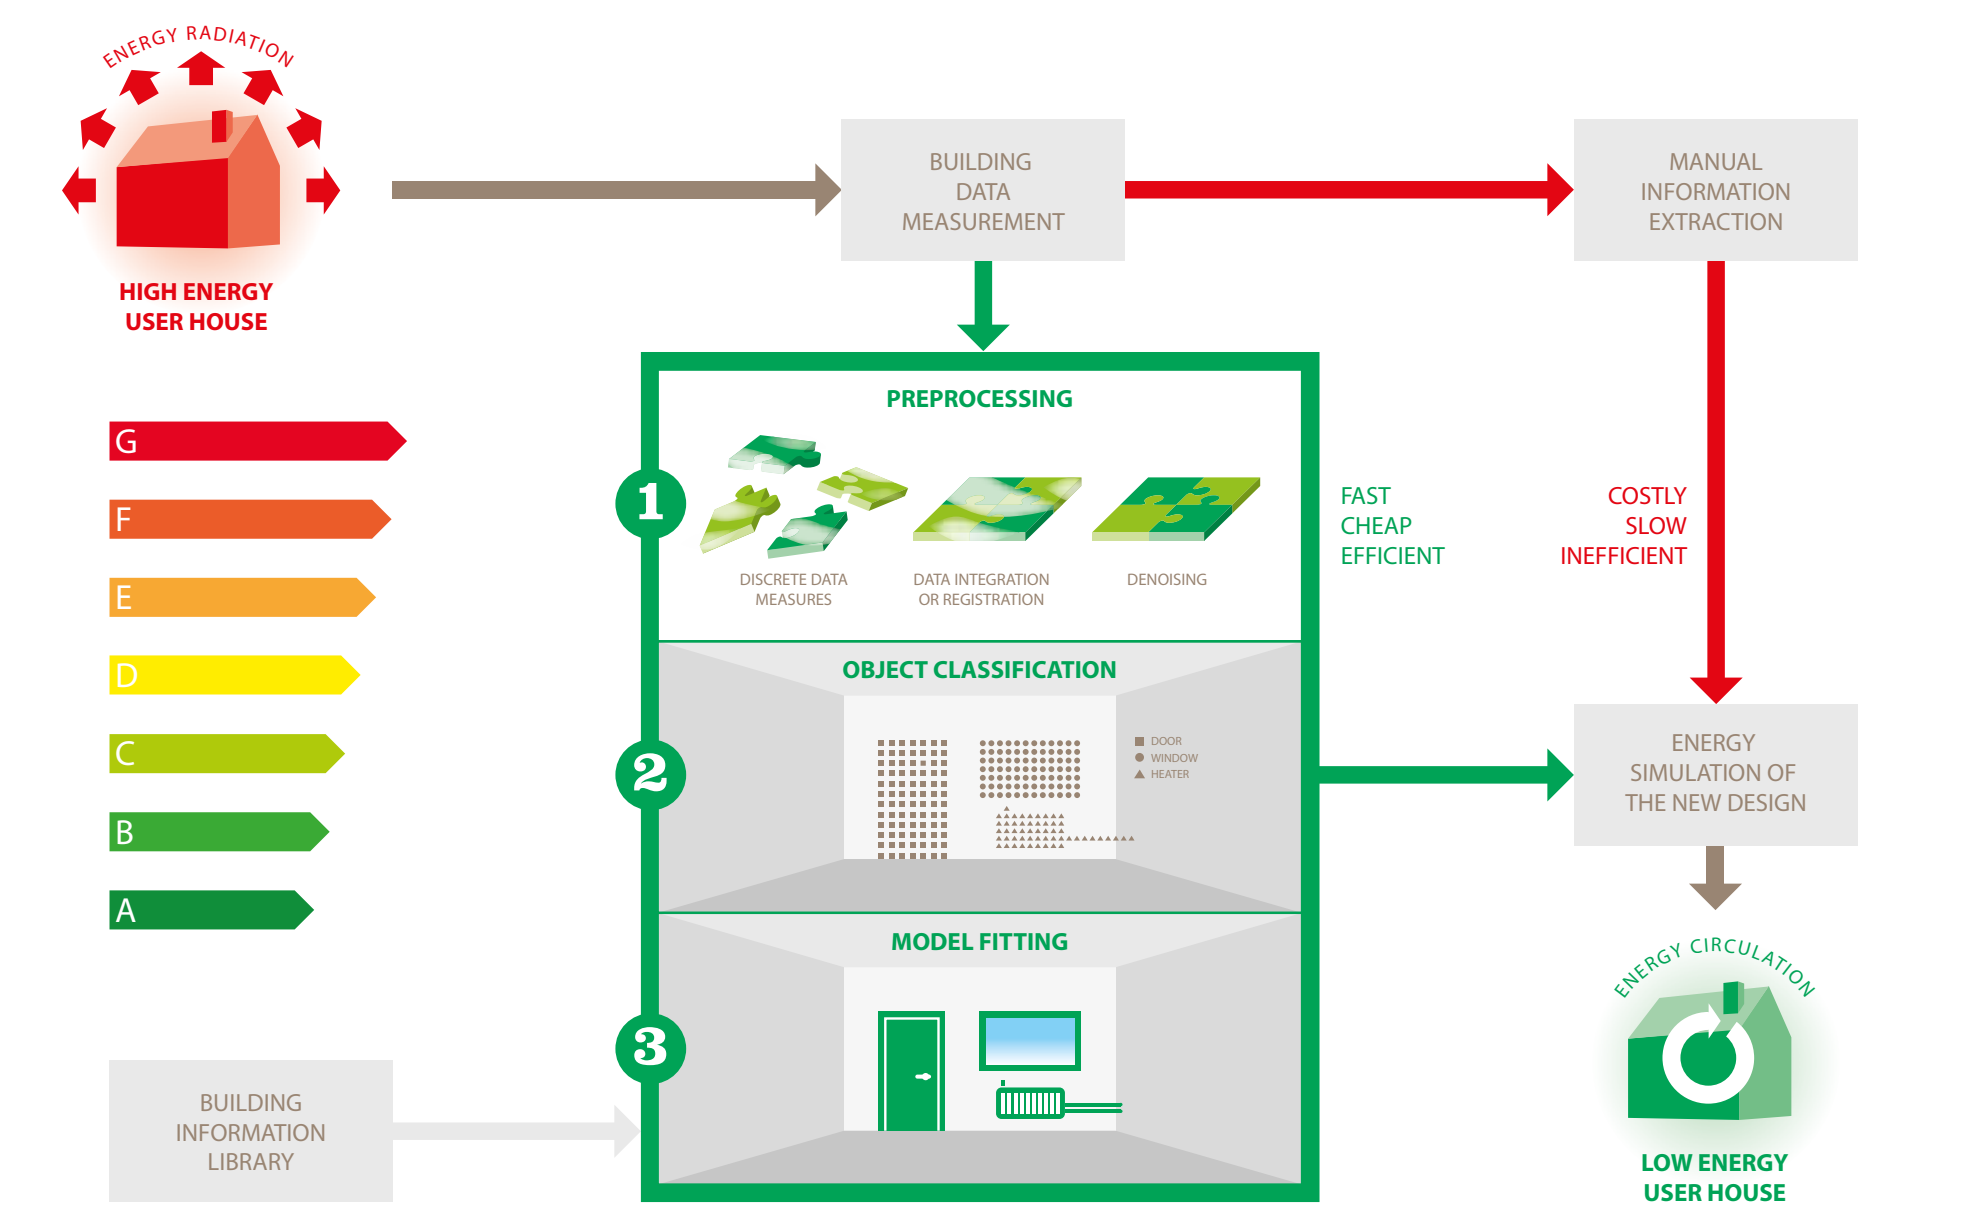 ENERGY RADIATION
HIGH ENERGY
USER HOUSE
BUILDING
DATA
MEASUREMENT
MANUAL
INFORMATION
EXTRACTION
G
F
E
D
C
B
A
PREPROCESSING
1
DISCRETE DATA
MEASURES
DATA INTEGRATION
OR REGISTRATION
DENOISING
FAST
CHEAP
EFFICIENT
COSTLY
SLOW
INEFFICIENT
OBJECT CLASSIFICATION
2
DOOR
WINDOW
HEATER
ENERGY
SIMULATION OF
THE NEW DESIGN
MODEL FITTING
3
BUILDING
INFORMATION
LIBRARY
ENERGY CIRCULATION
LOW ENERGY
USER HOUSE